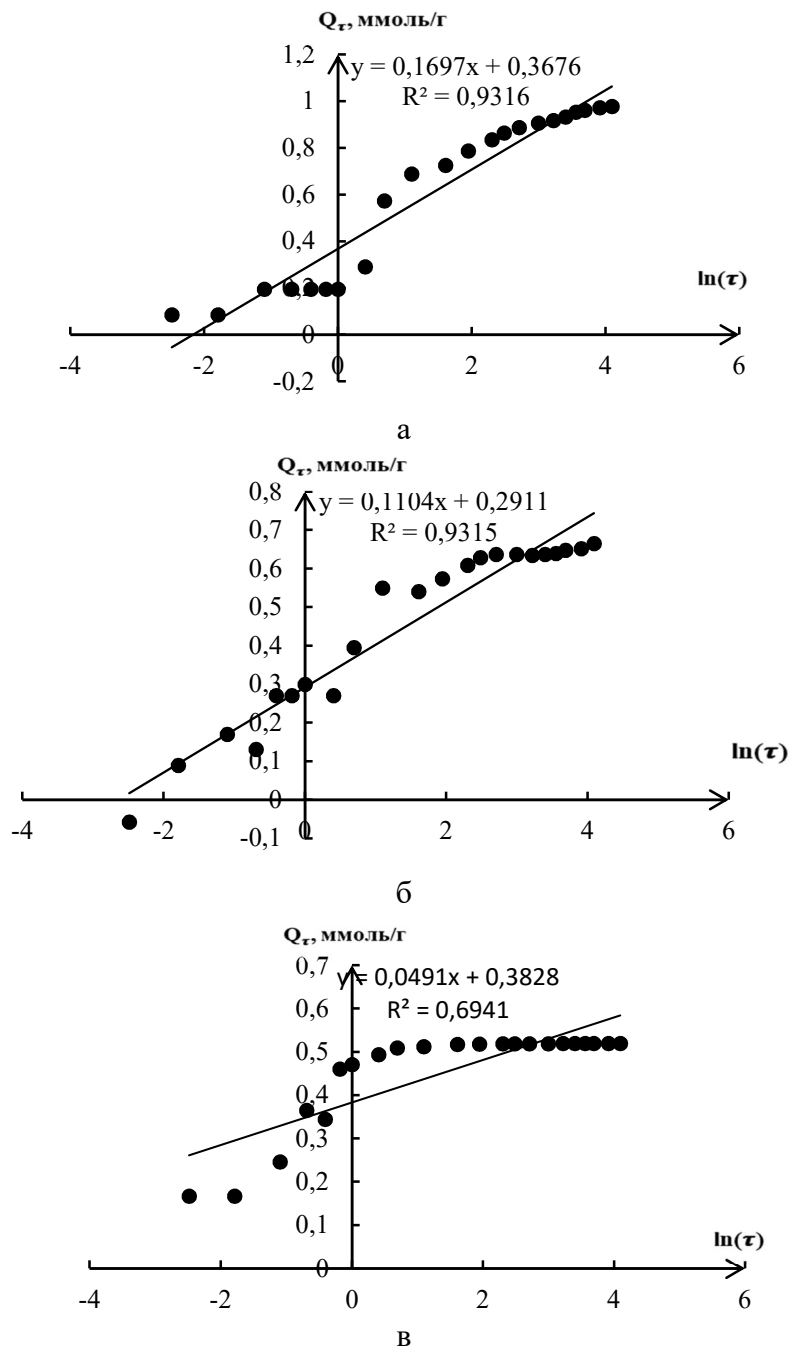 Qτ, ммоль/г
1,2
y = 0,1697x + 0,3676
R² = 0,9316
1
0,8
0,6
0,4
0,2
ln(τ)
0
-4
-2
0
2
4
6
-0,2
а
Qτ, ммоль/г
0,8
y = 0,1104x + 0,2911
0,7
R² = 0,9315
0,6
0,5
0,4
0,3
0,2
0,1
ln(τ)
0
-4
-2
0
2
4
6
-0,1
б
Qτ, ммоль/г
0,7
y = 0,0491x + 0,3828
0,6
R² = 0,6941
0,5
0,4
0,3
0,2
0,1
ln(τ)
0
-4
-2
0
2
4
6
в